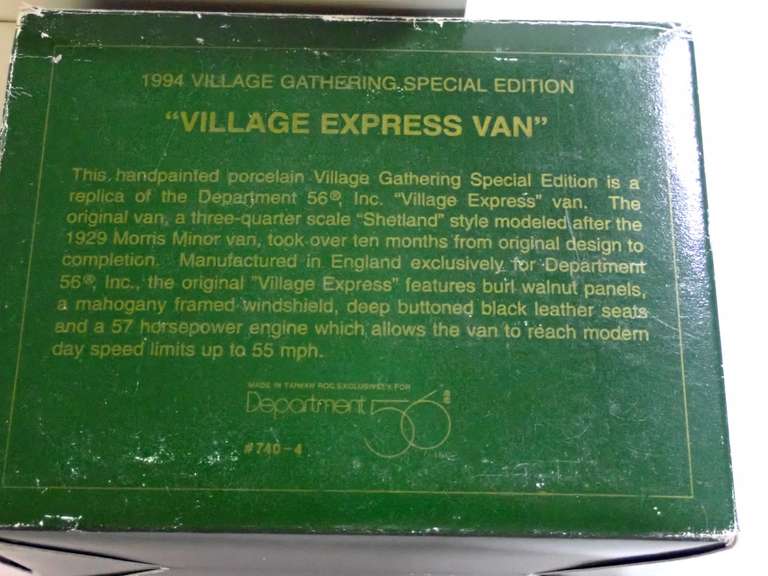 1994 VILLAGE GATHERING SPECIAL EDITION
"VILLAGE EXPRESS VAN"
This handpainted porcelain Village Gathering Special Edition is a
replica of the Department 56®, Inc. "Village Express" van. The
original van, a three-quarter scale "Shetland" style modeled after the
1929 Morris Minor van, took over ten months from original design to
completion. Manufactured in England exclusively for Department
56®, Inc., the original "Village Express" features burl walnut panels,
a mahogany framed windshield, deep buttoned black leather seats
and a 57 horsepower engine which allows the van to reach modern
day speed limits up to 55 mph.
MADE IN TAIWAN ROC EXCLUSIVELY FOR
Department 56®
#740-4